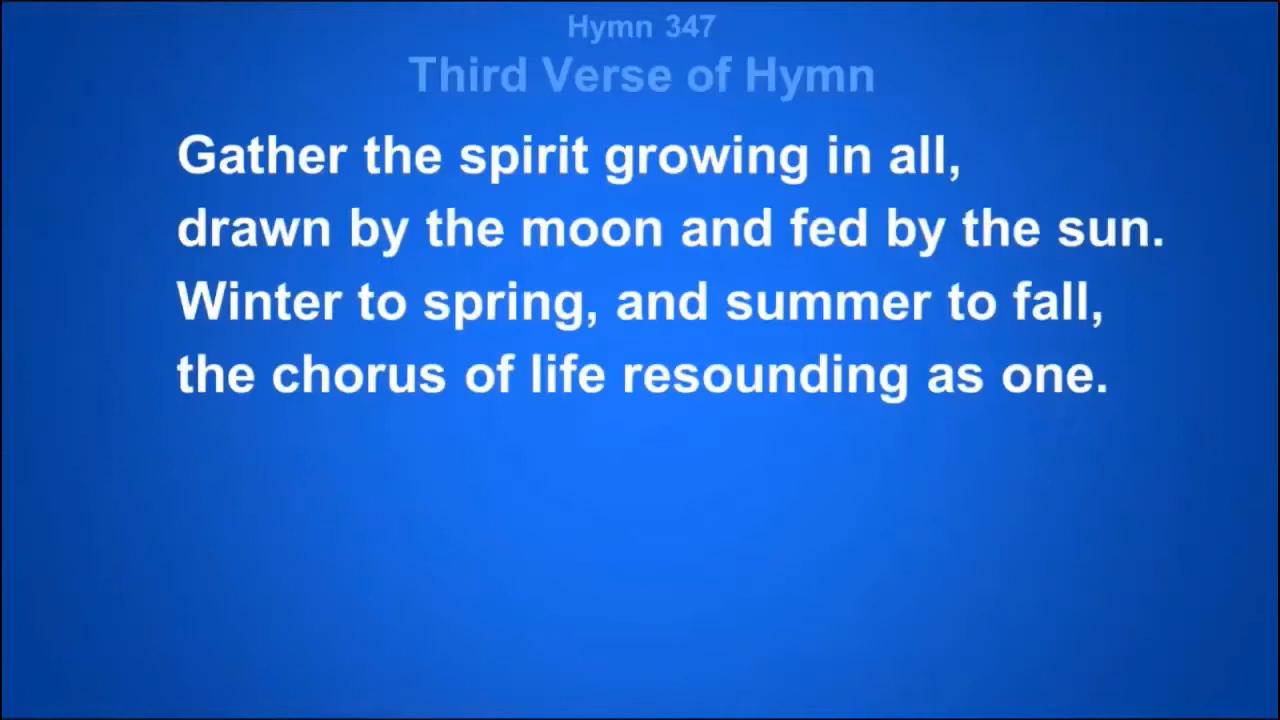 Hymn 347
Third Verse of Hymn
Gather the spirit growing in all,
drawn by the moon and fed by the sun.
Winter to spring, and summer to fall,
the chorus of life resounding as one.